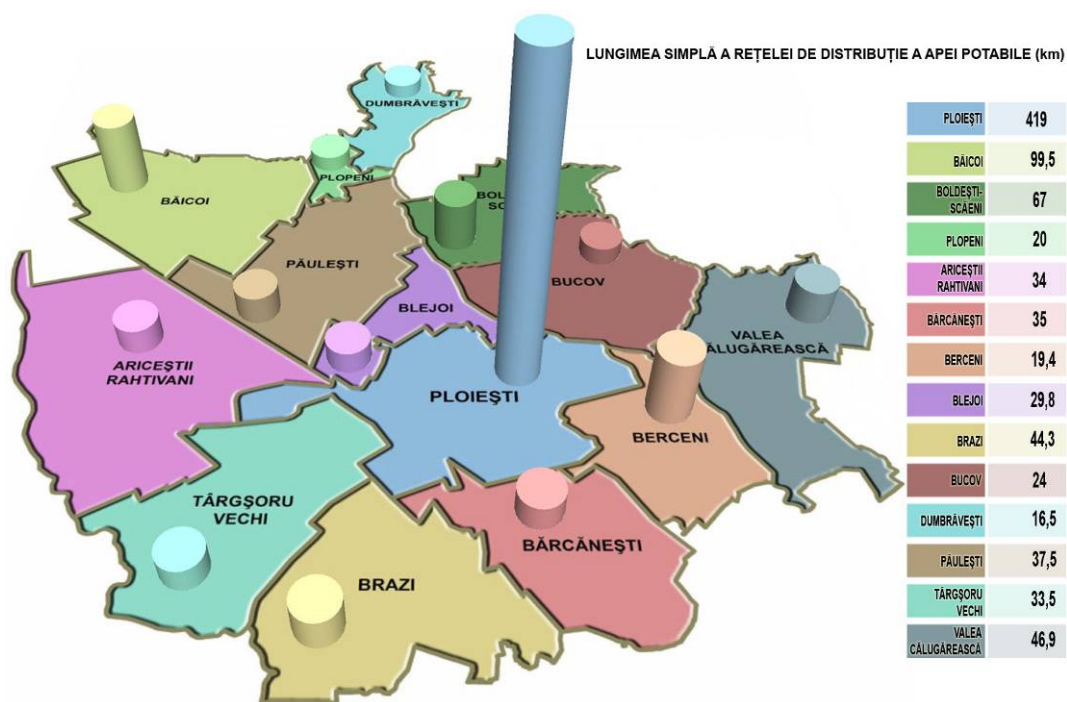 LUNGIMEA SIMPLĂ A REȚELEI DE DISTRIBUȚIE A APEI POTABILE (km)
DUMBRĂVEȘTI
PLOPENI
BĂICOI
BOLDEȘTI
PĂULEȘTI
BUCOV
BLEJOI
VALEA
CĂLUGĂREASCĂ
ARICEȘTII
RAHTIVANI
PLOIEȘTI
BERCENI
TÂRGȘORU
VECHI
BĂRCĂNEȘTI
BRAZI
PLOIEȘTI 419
BĂICOI 99,5
BOLDEȘTI-
SCĂENI 67
PLOPENI 20
ARICEȘTII
RAHTIVANI 34
BĂRCĂNEȘTI 35
BERCENI 19,4
BLEJOI 29,8
BRAZI 44,3
BUCOV 24
DUMBRĂVEȘTI 16,5
PĂULEȘTI 37,5
TÂRGȘORU
VECHI 33,5
VALEA
CĂLUGĂREASCĂ 46,9